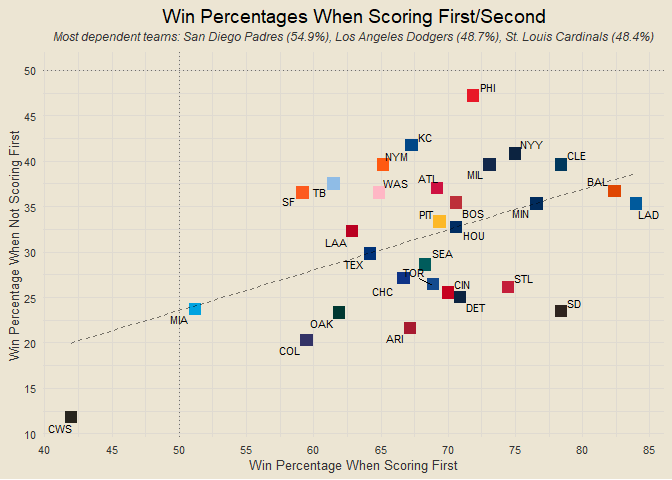 Win Percentages When Scoring First/Second
Most dependent teams: San Diego Padres (54.9%), Los Angeles Dodgers (48.7%), St. Louis Cardinals (48.4%)
50
PHI
45
KC
NYY
NYM
CLE
40
MIL
ATL
WAS
TB
BAL
SF
35
PIT
BOS
MIN
LAD
LAA
HOU
30
TEX
SEA
TOR
CHC
CIN
STL
25
MIA
OAK
DET
SD
20
COL
ARI
15
CWS
10
40 45 50 55 60 65 70 75 80 85
Win Percentage When Scoring First
Win Percentage When Not Scoring First